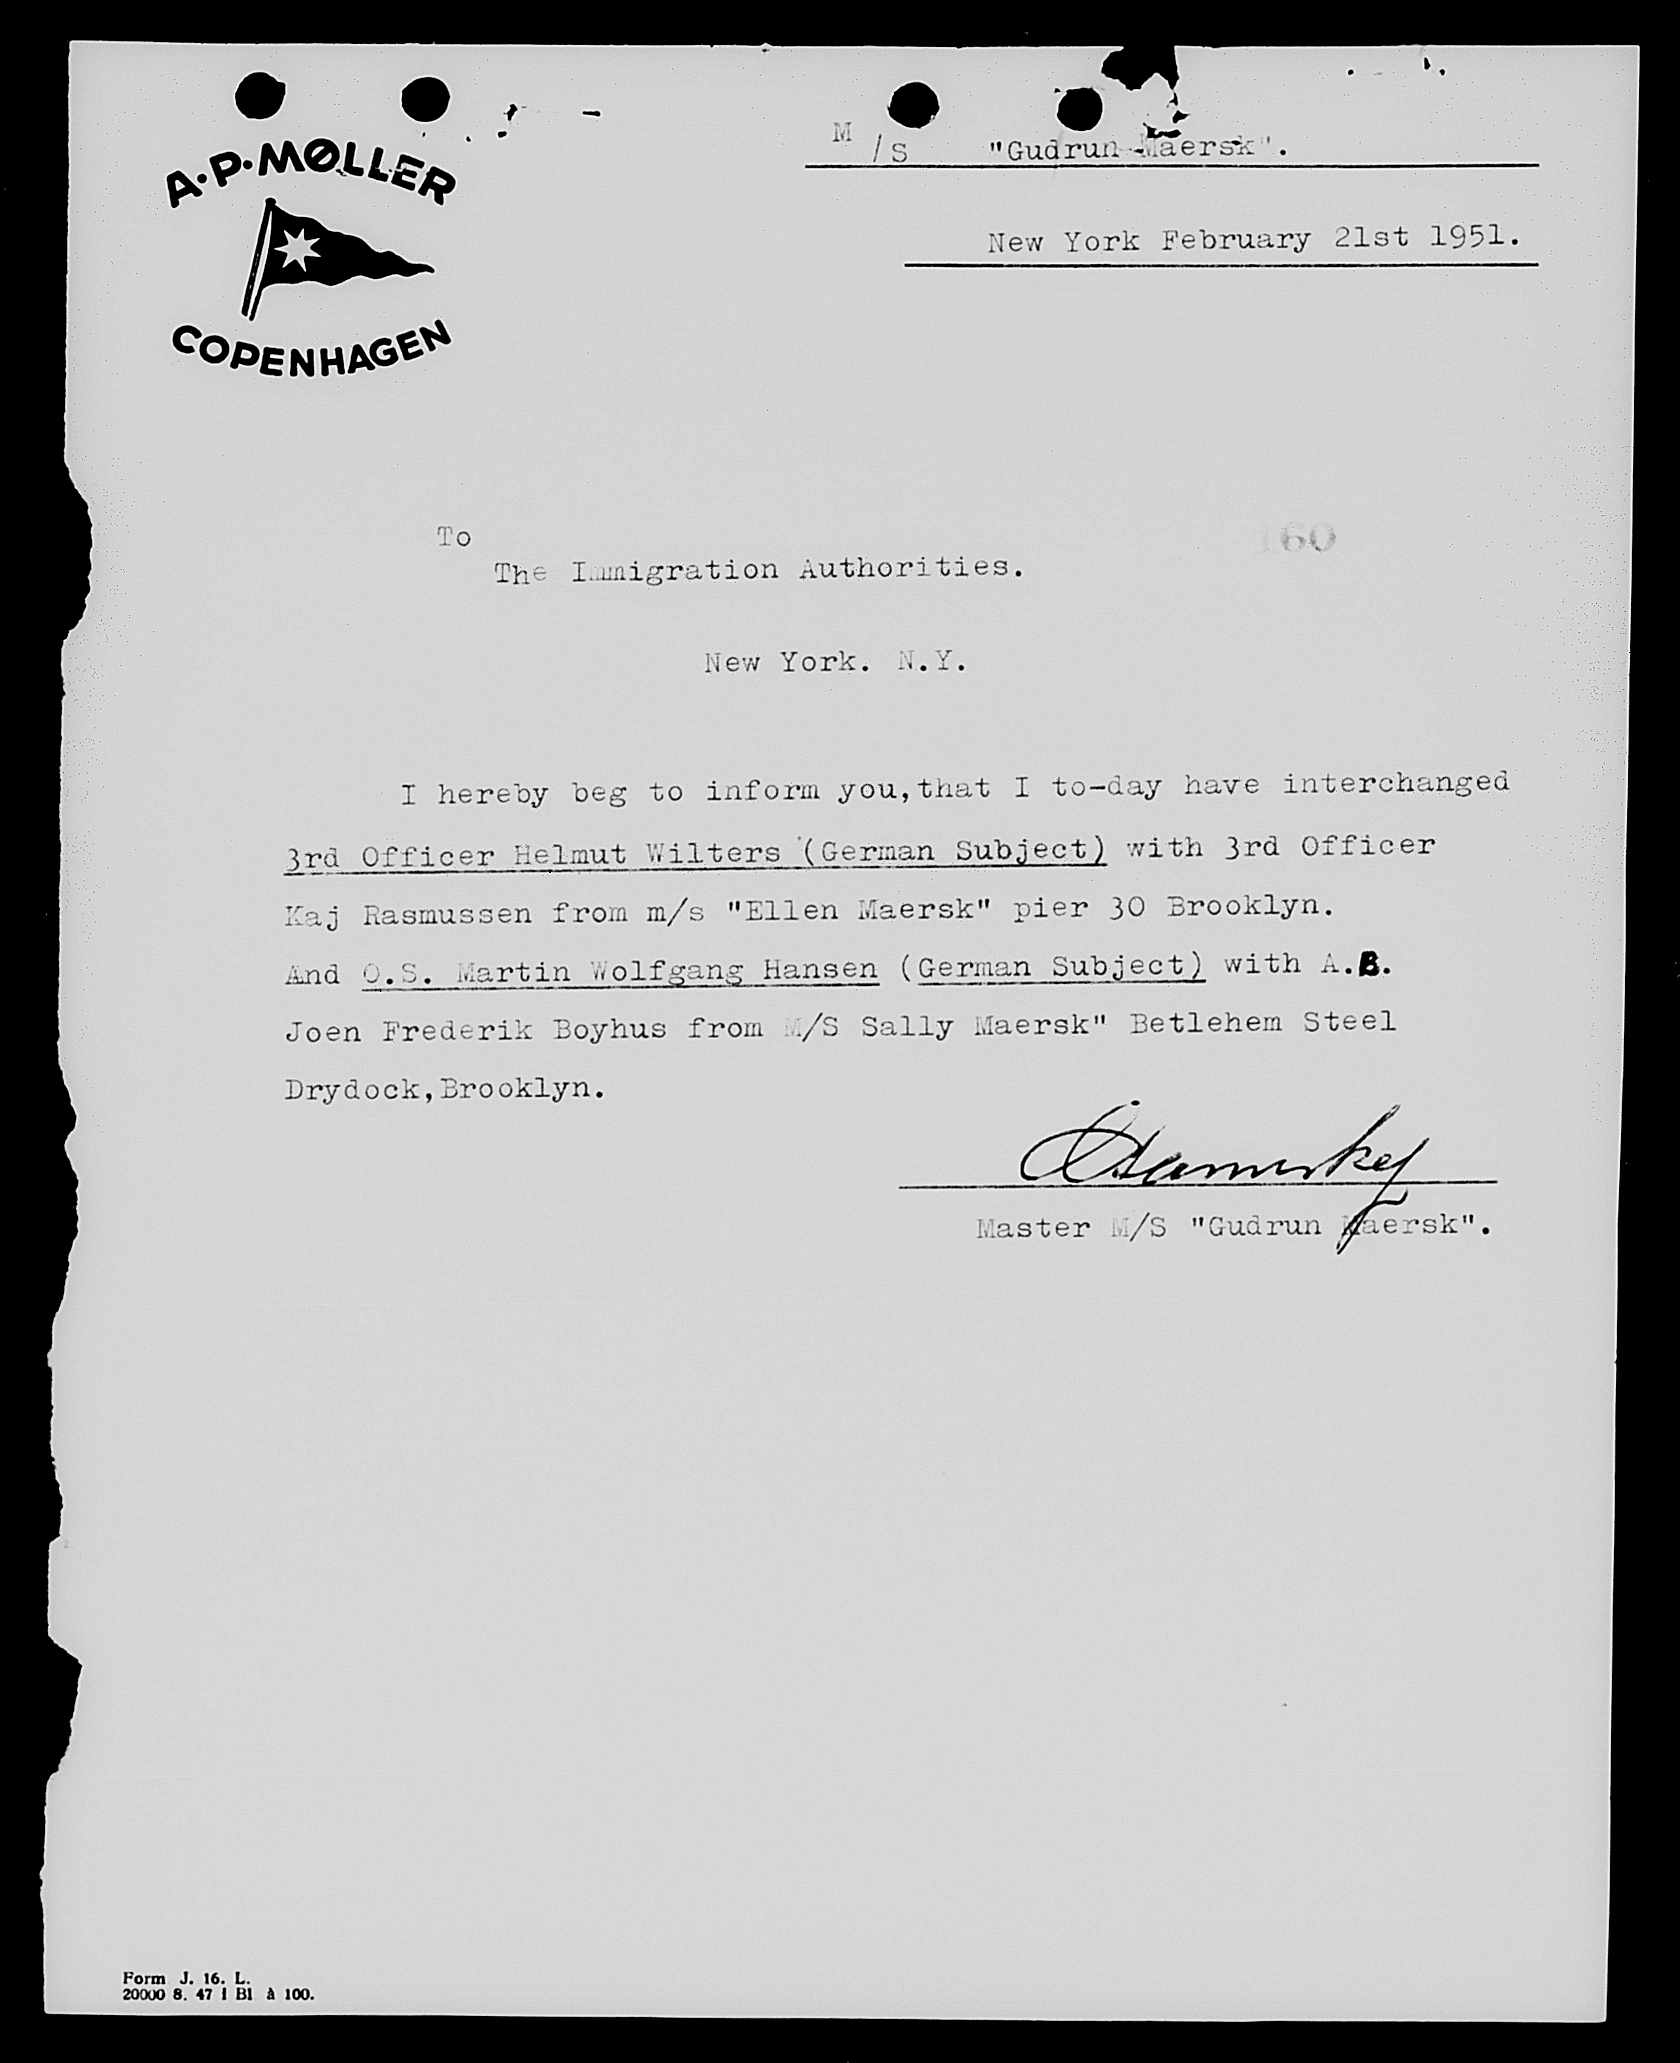 A·P·MØLLER
COPENHAGEN
M/S "Gudrun Maersk".
New York February 21st 1951.
To
160
The Immigration Authorities.
New York. N.Y.
I hereby beg to inform you,that I to-day have interchanged
3rd Officer Helmut Wilters (German Subject) with 3rd Officer
Kaj Rasmussen from m/s "Ellen Maersk" pier 30 Brooklyn.
And O.S. Martin Wolfgang Hansen (German Subject) with A.B.
Joen Frederik Boyhus from M/S Sally Maersk" Betlehem Steel
Drydock,Brooklyn.
Master M/S "Gudrun Maersk".
Form J. 16. L.
20000 8. 47 i Bl à 100.